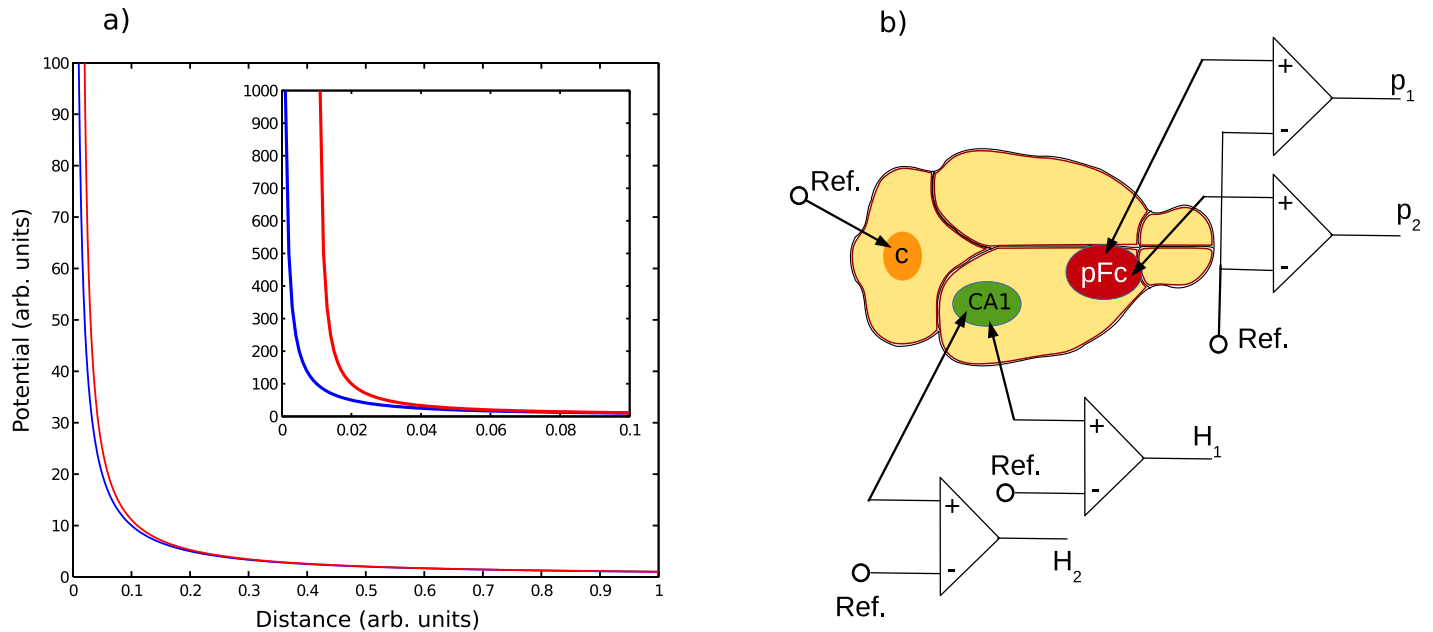 a)
Potential (arb. units)
100
90
80
70
60
50
40
30
20
10
0
0 0.1 0.2 0.3 0.4 0.5 0.6 0.7 0.8 0.9 1
Distance (arb. units)
1000
900
800
700
600
500
400
300
200
100
0
0 0.02 0.04 0.06 0.08 0.1
b)
+
-
p1
Ref.
+
-
p2
c
pFc
CA1
Ref.
+
-
H1
Ref.
+
-
H2
Ref.